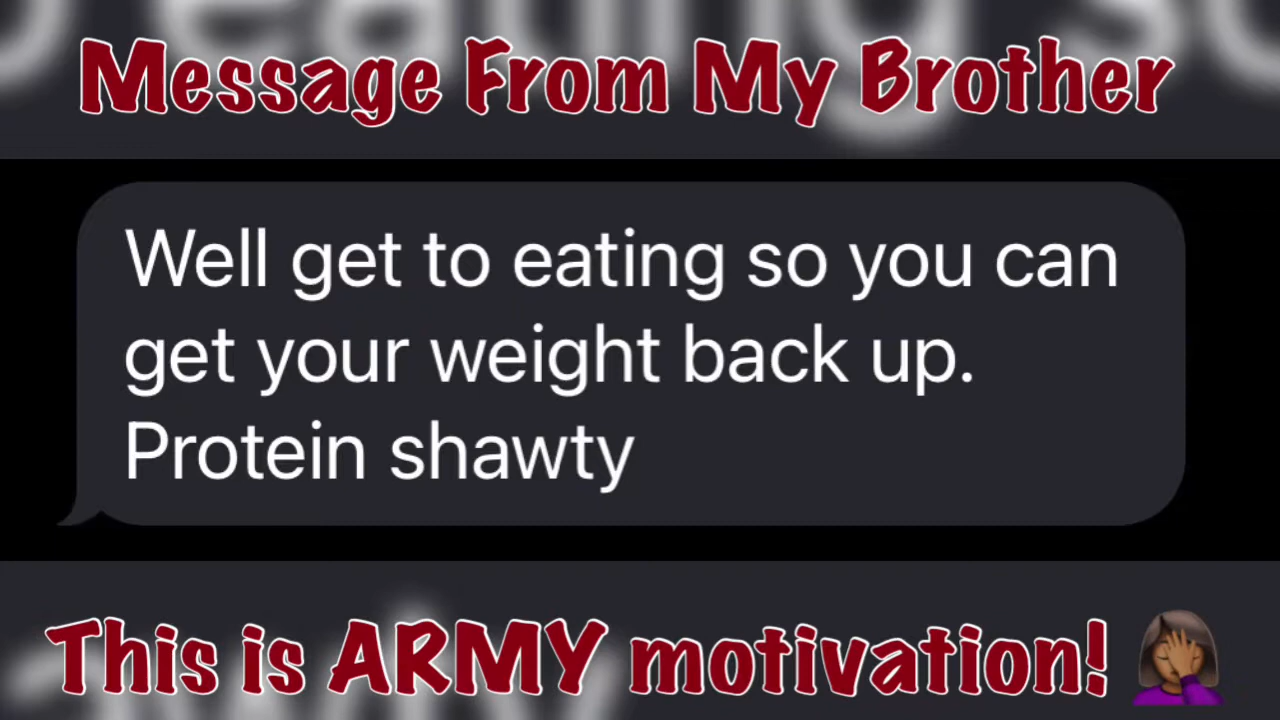 Message From My Brother
Well get to eating so you can
get your weight back up.
Protein shawty
This is ARMY motivation! 🤦🏾‍♀️